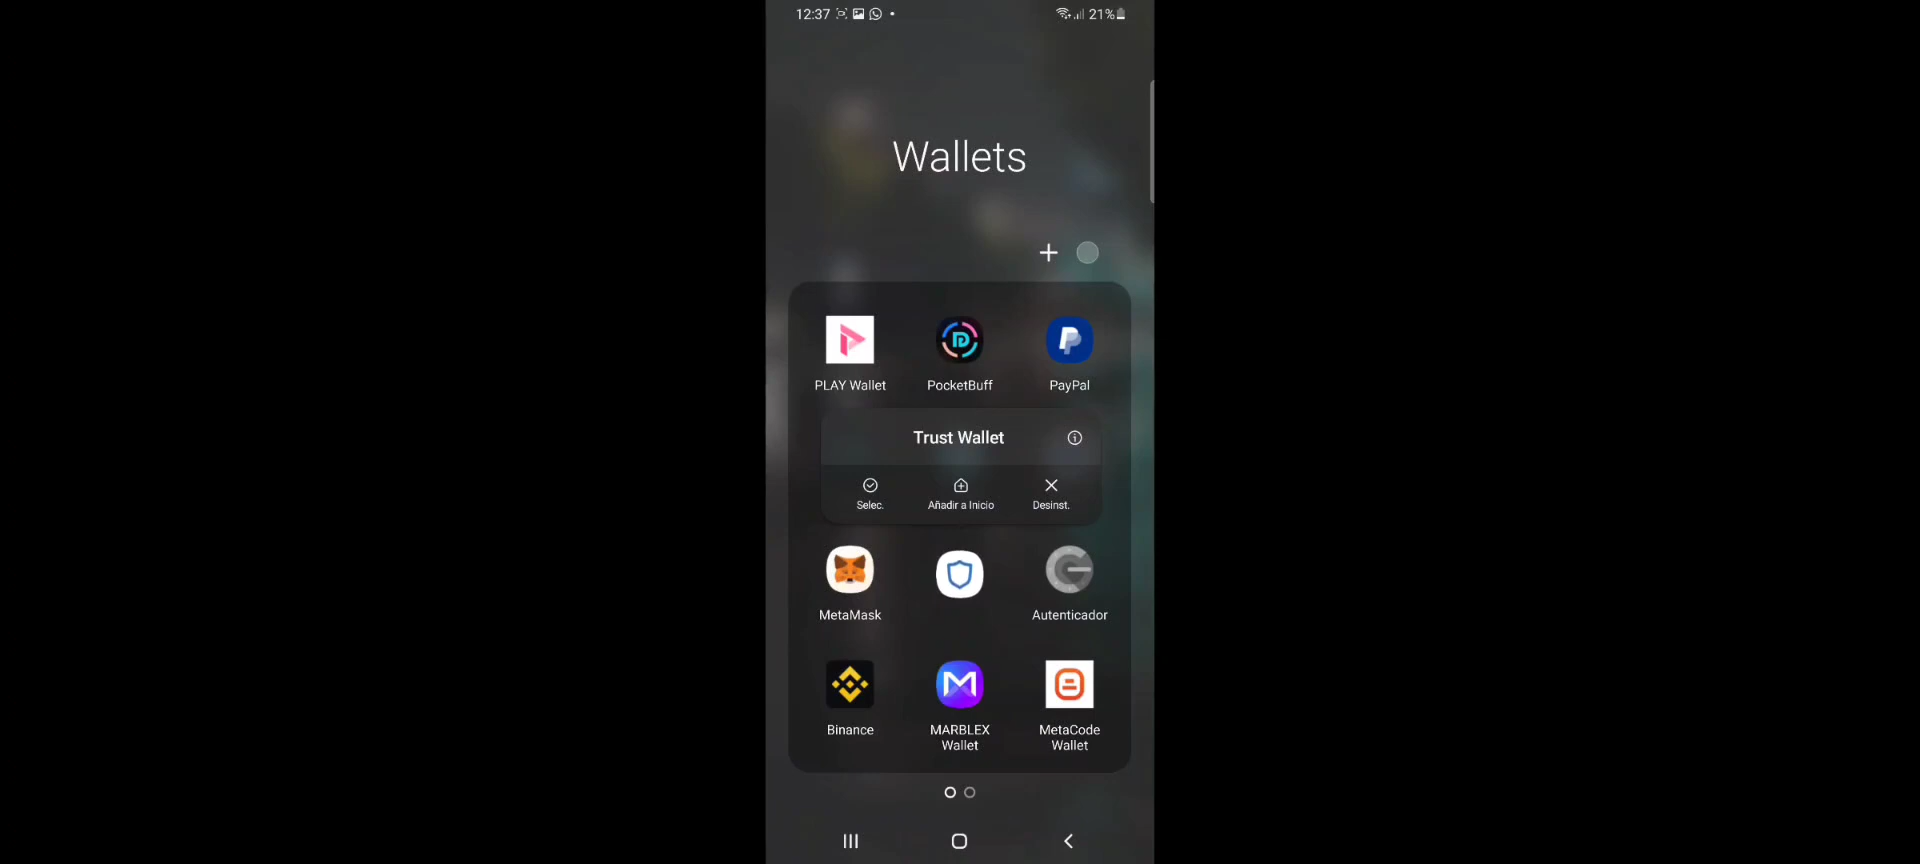 12:37
21%
Wallets
PLAY Wallet
PocketBuff
PayPal
Trust Wallet
Selec.
Añadir a Inicio
Desinst.
MetaMask
Autenticador
Binance
MARBLEX
Wallet
MetaCode
Wallet